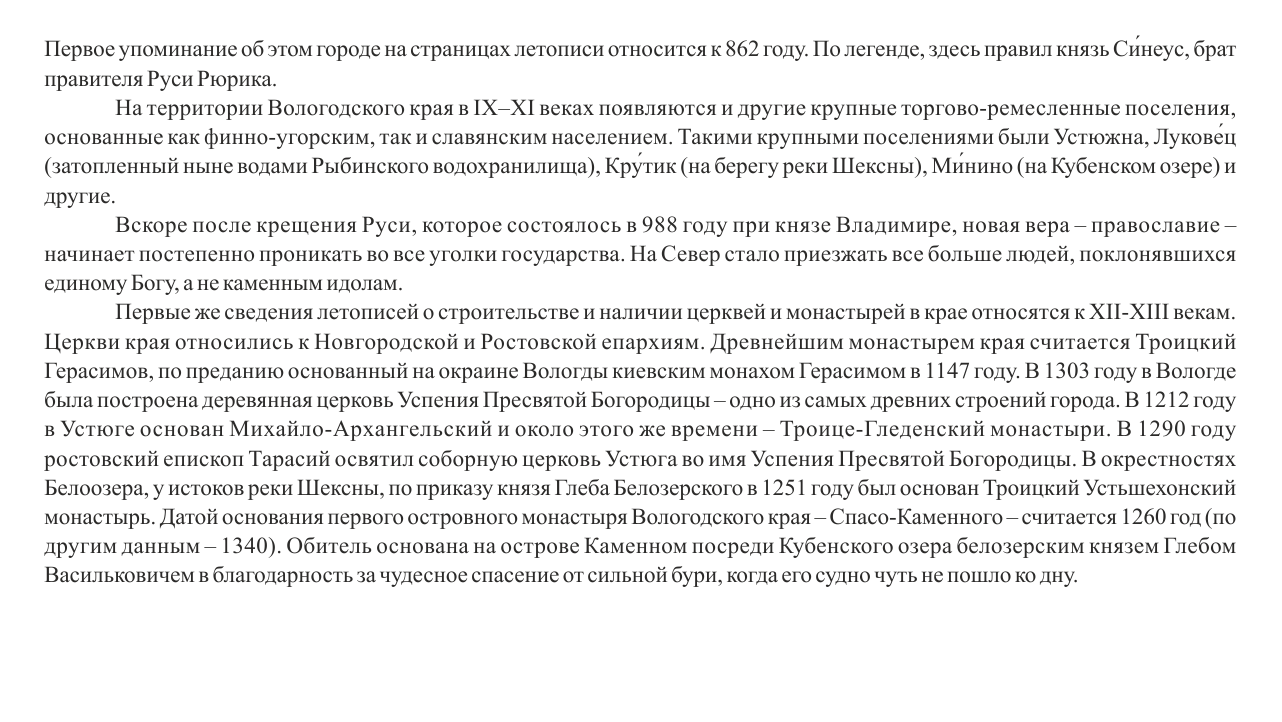 Первое упоминание об этом городе на страницах летописи относится к 862 году. По легенде, здесь правил князь Си́неус, брат
правителя Руси Рюрика.
На территории Вологодского края в IX–XI веках появляются и другие крупные торгово-ремесленные поселения,
основанные как финно-угорским, так и славянским населением. Такими крупными поселениями были Устюжна, Лукове́ц
(затопленный ныне водами Рыбинского водохранилища), Кру́тик (на берегу реки Шексны), Ми́нино (на Кубенском озере) и
другие.
Вскоре после крещения Руси, которое состоялось в 988 году при князе Владимире, новая вера – православие –
начинает постепенно проникать во все уголки государства. На Север стало приезжать все больше людей, поклонявшихся
единому Богу, а не каменным идолам.
Первые же сведения летописей о строительстве и наличии церквей и монастырей в крае относятся к XII-XIII векам.
Церкви края относились к Новгородской и Ростовской епархиям. Древнейшим монастырем края считается Троицкий
Герасимов, по преданию основанный на окраине Вологды киевским монахом Герасимом в 1147 году. В 1303 году в Вологде
была построена деревянная церковь Успения Пресвятой Богородицы – одно из самых древних строений города. В 1212 году
в Устюге основан Михайло-Архангельский и около этого же времени – Троице-Гледенский монастыри. В 1290 году
ростовский епископ Тарасий освятил соборную церковь Устюга во имя Успения Пресвятой Богородицы. В окрестностях
Белоозера, у истоков реки Шексны, по приказу князя Глеба Белозерского в 1251 году был основан Троицкий Устьшехонский
монастырь. Датой основания первого островного монастыря Вологодского края – Спасо-Каменного – считается 1260 год (по
другим данным – 1340). Обитель основана на острове Каменном посреди Кубенского озера белозерским князем Глебом
Васильковичем в благодарность за чудесное спасение от сильной бури, когда его судно чуть не пошло ко дну.